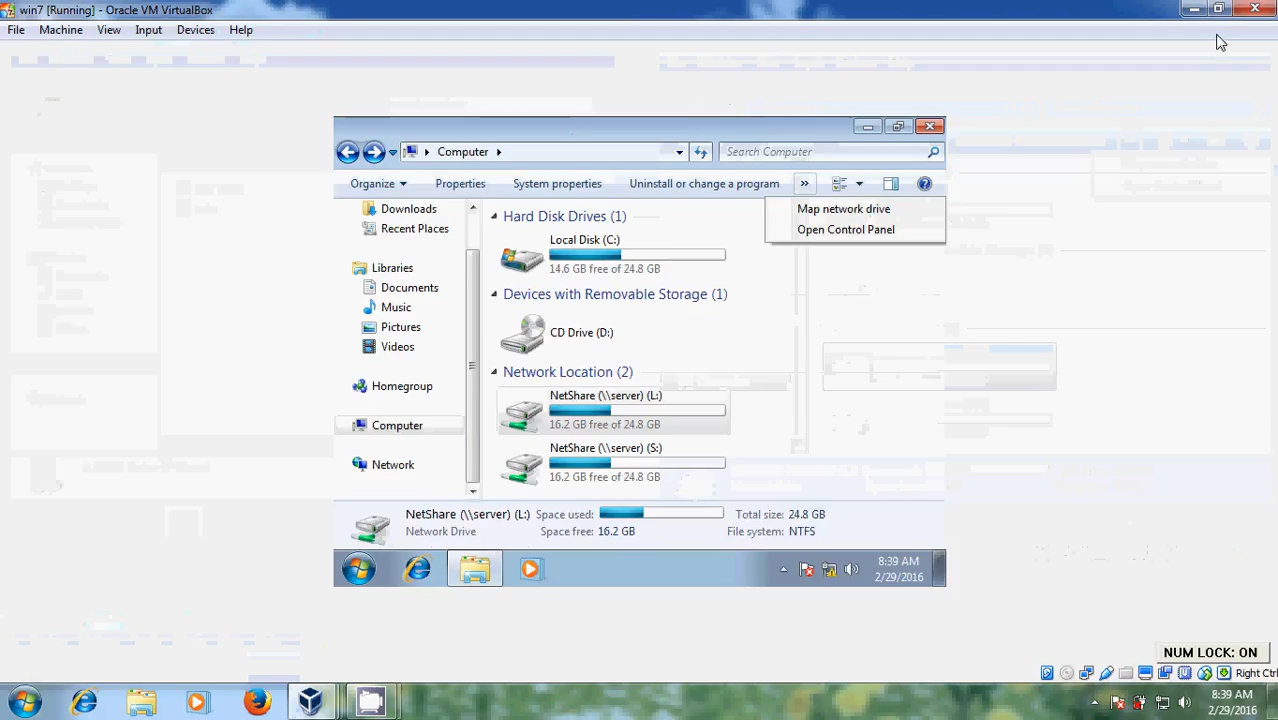 win7 [Running] - Oracle VM VirtualBox
File Machine View Input Devices Help
Computer
Search Computer
Organize Properties System properties Uninstall or change a program »
Map network drive
Open Control Panel
Downloads
Recent Places
Libraries
Documents
Music
Pictures
Videos
Homegroup
Computer
Network
Hard Disk Drives (1)
Local Disk (C:)
14.6 GB free of 24.8 GB
Devices with Removable Storage (1)
CD Drive (D:)
Network Location (2)
NetShare (\\server) (L:)
16.2 GB free of 24.8 GB
NetShare (\\server) (S:)
16.2 GB free of 24.8 GB
NetShare (\\server) (L:) Space used: Total size: 24.8 GB
Network Drive Space free: 16.2 GB File system: NTFS
8:39 AM
2/29/2016
NUM LOCK: ON
Right Ctrl
8:39 AM
2/29/2016